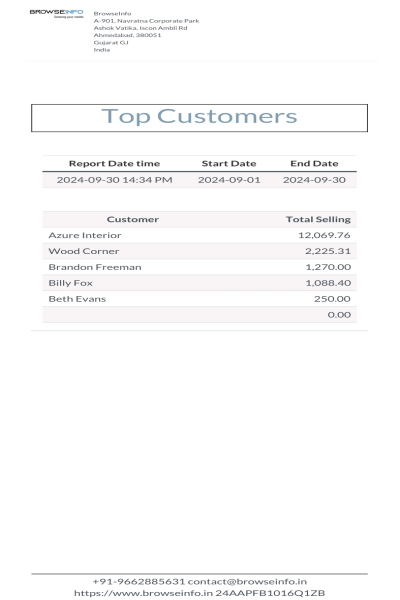 BROWSEINFO
BrowseInfo
A-901, Navratna Corporate Park
Ashok Vatika, Iscon Ambli Rd
Ahmedabad, 380051
Gujarat GJ
India
Top Customers
Report Date time Start Date End Date
2024-09-30 14:34 PM 2024-09-01 2024-09-30
Customer Total Selling
Azure Interior 12,069.76
Wood Corner 2,225.31
Brandon Freeman 1,270.00
Billy Fox 1,088.40
Beth Evans 250.00
0.00
+91-9662885631 contact@browseinfo.in
https://www.browseinfo.in 24AAPFB1016Q1ZB